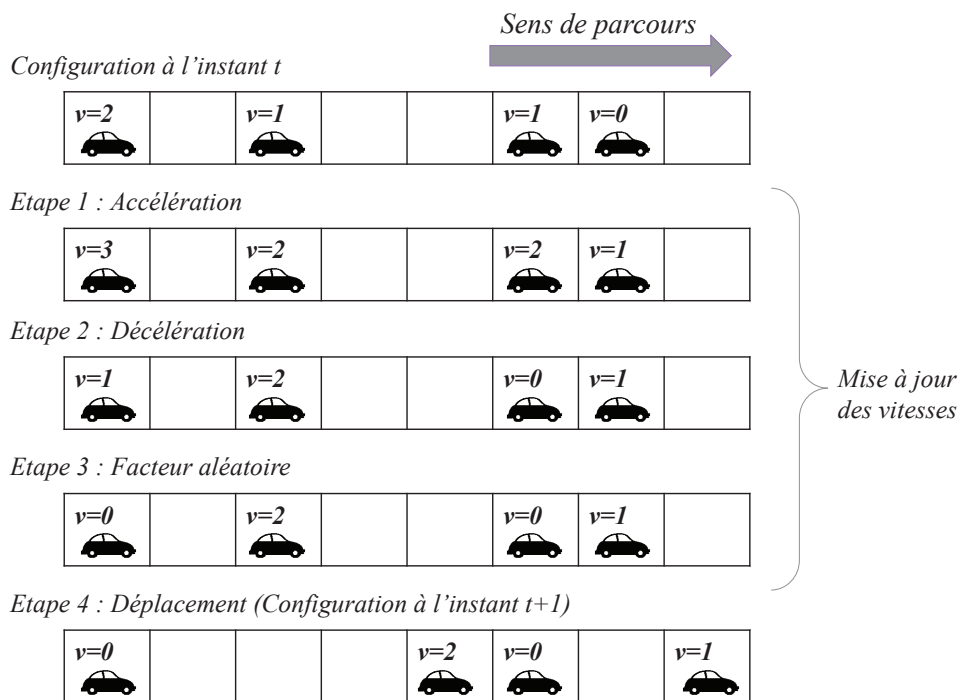 Sens de parcours
Configuration à l’instant t
v=2 v=1 v=1 v=0
Etape 1 : Accélération
v=3 v=2 v=2 v=1
Etape 2 : Décélération
v=1 v=2 v=0 v=1
Mise à jour
des vitesses
Etape 3 : Facteur aléatoire
v=0 v=2 v=0 v=1
Etape 4 : Déplacement (Configuration à l’instant t+1)
v=0 v=2 v=0 v=1